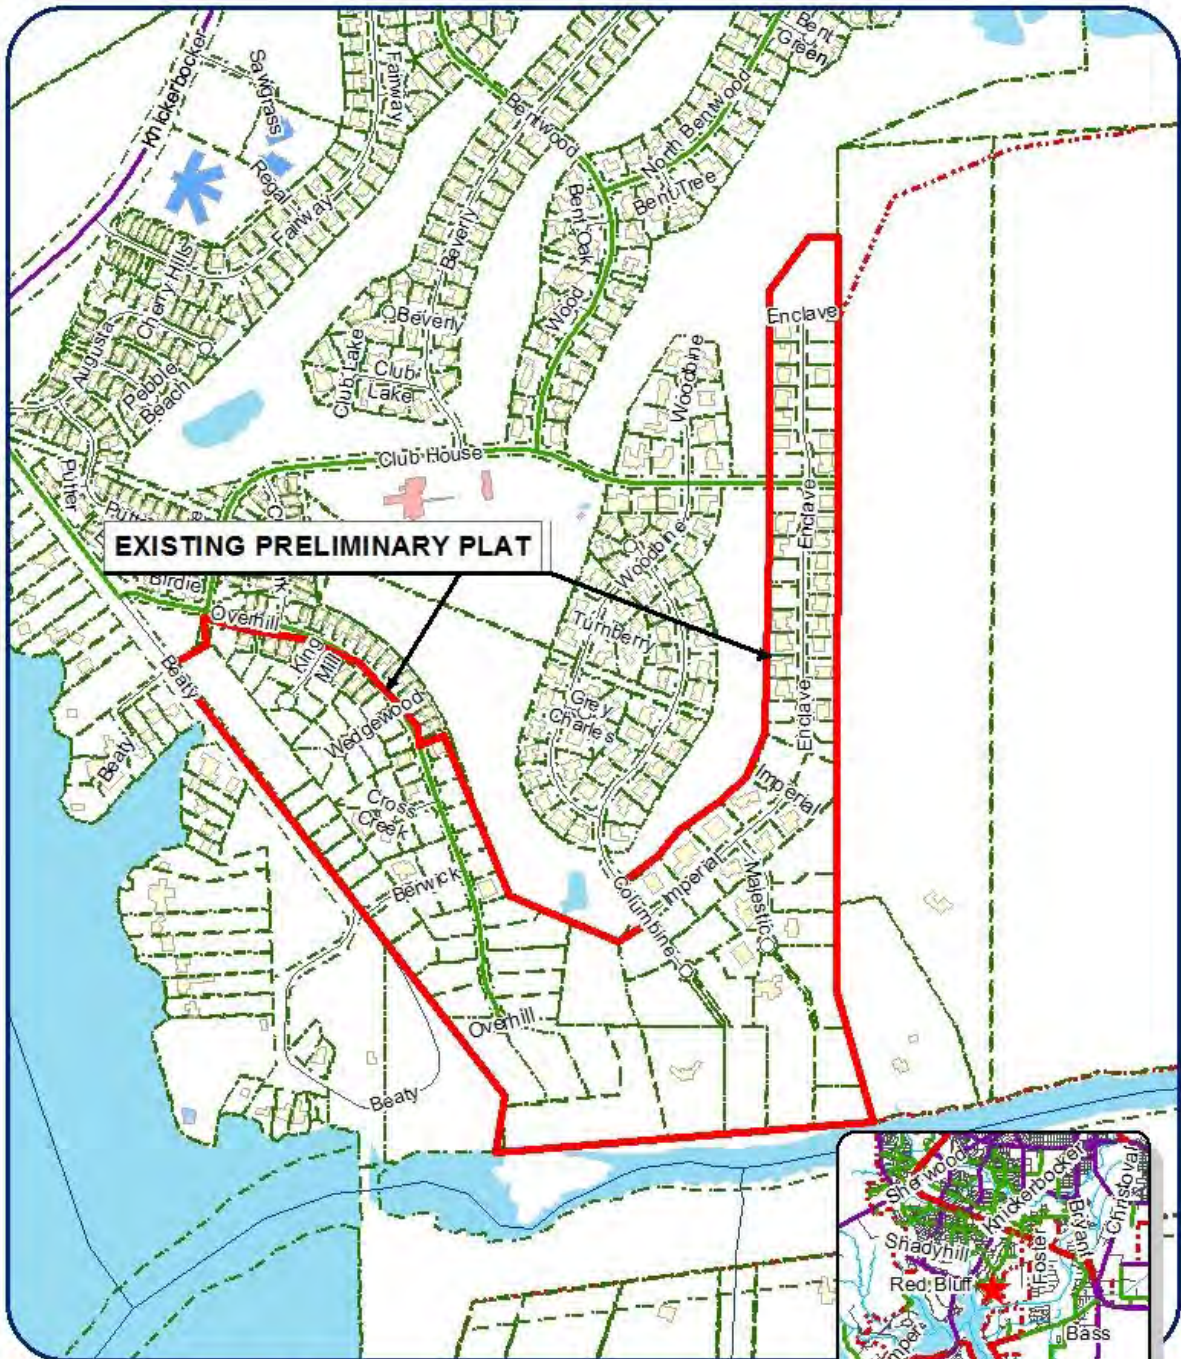 Bent
Green
Knickerbocker
Sawgrass
Fairway
Bentwood
North Bentwood
Regal
Bent Tree
Fairway
Bent Oak
Beverly
Cherry Hills
Enclave
Beverly
Wood
Augusta
Club Lake
Woodbine
Pebble
Beach
Club
Lake
Club House
Putter
Enclave
EXISTING PRELIMINARY PLAT
Woodbine
Birdie
Overhill
Turnberry
King
Mill
Beaty
Grey
Charles
Wedgewood
Enclave
Beaty
Imperial
Cross
Creek
Berwick
Imperial
Majestic
Columbine
Overhill
Beaty
Sherwood
Knickerbocker
Christoval
Bryant
Shadyhill
Foster
Red Bluff
Bass